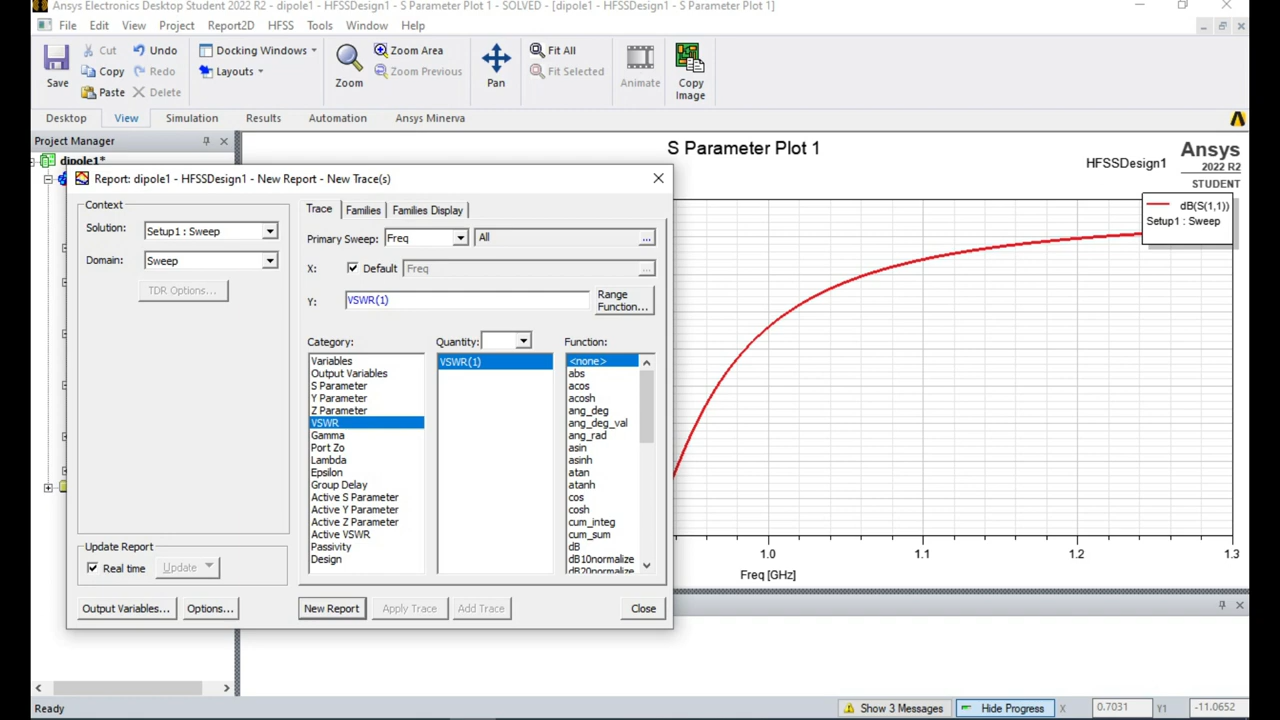 Ansys Electronics Desktop Student 2022 R2 - dipole1 - HFSSDesign1 - S Parameter Plot 1 - SOLVED - [dipole1 - HFSSDesign1 - S Parameter Plot 1]
File Edit View Project Report2D HFSS Tools Window Help
Save Cut Copy Paste Undo Redo Delete Docking Windows Layouts Zoom Zoom Area Zoom Previous Pan Fit All Fit Selected Animate Copy Image
Desktop View Simulation Results Automation Ansys Minerva
Project Manager
dipole1*
S Parameter Plot 1
HFSSDesign1
Ansys
2022 R2
STUDENT
dB(S(1,1))
Setup1 : Sweep
1.0 1.1 1.2 1.3
Freq [GHz]
Report: dipole1 - HFSSDesign1 - New Report - New Trace(s)
Context
Solution: Setup1 : Sweep
Domain: Sweep
TDR Options...
Update Report
Real time Update
Output Variables... Options...
Trace Families Families Display
Primary Sweep: Freq All ...
X: Default Freq ...
Y: VSWR(1) Range Function...
Category:
Variables
Output Variables
S Parameter
Y Parameter
Z Parameter
VSWR
Gamma
Port Zo
Lambda
Epsilon
Group Delay
Active S Parameter
Active Y Parameter
Active Z Parameter
Active VSWR
Passivity
Design
Quantity:
VSWR(1)
Function:
<none>
abs
acos
acosh
ang_deg
ang_deg_val
ang_rad
asin
asinh
atan
atanh
cos
cosh
cum_integ
cum_sum
dB
dB10normalize
dB20normalize
New Report Apply Trace Add Trace Close
Ready Show 3 Messages Hide Progress X 0.7031 Y1 -11.0652